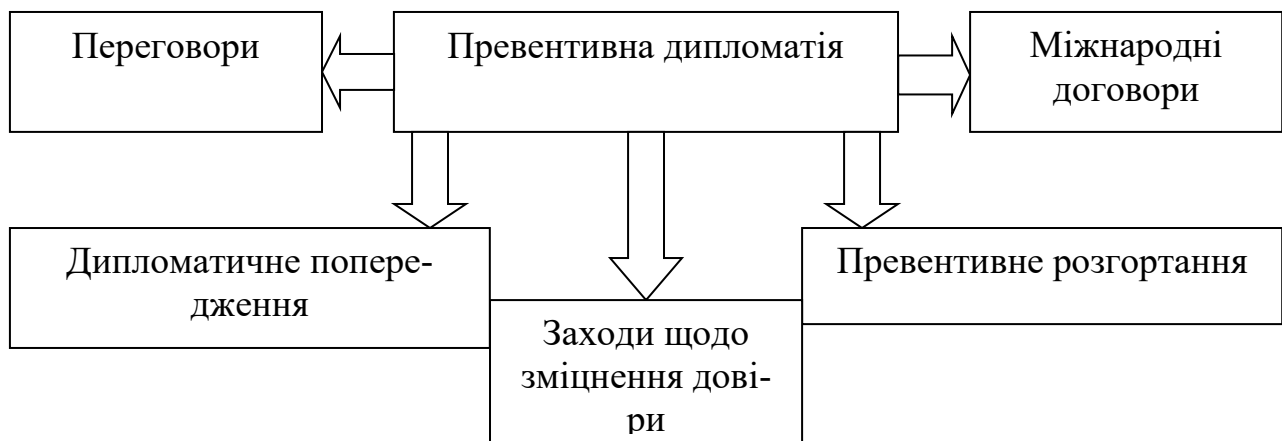 Переговори
Превентивна дипломатія
Міжнародні
договори
Дипломатичне попере-
дження
Превентивне розгортання
Заходи щодо
зміцнення дові-
ри